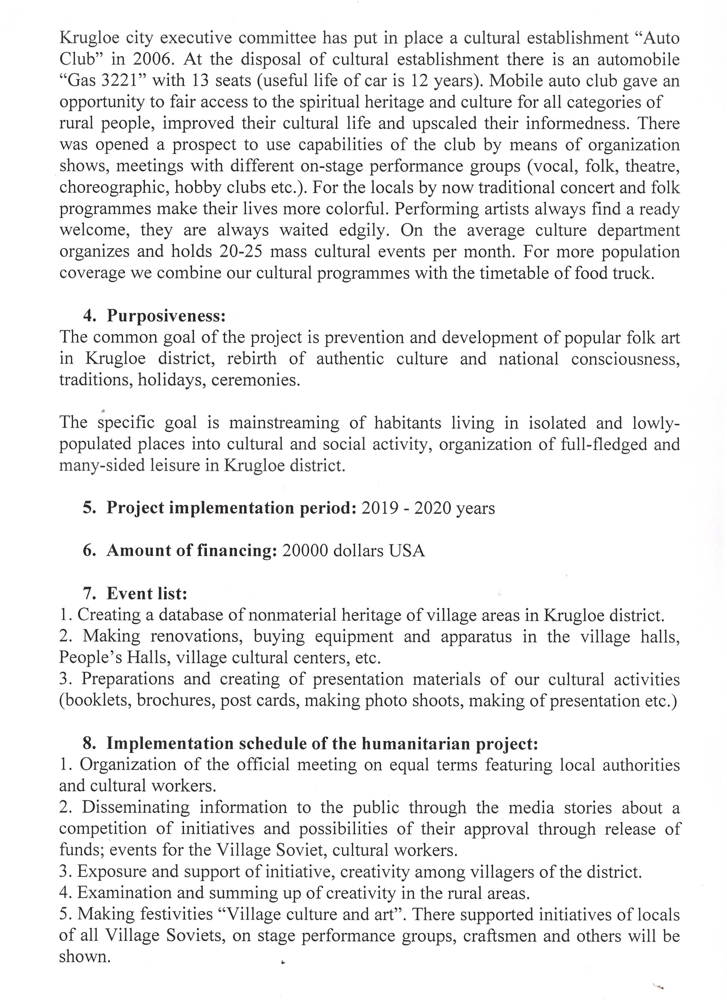 Krugloe city executive committee has put in place a cultural establishment “Auto
Club” in 2006. At the disposal of cultural establishment there is an automobile
“Gas 3221” with 13 seats (useful life of car is 12 years). Mobile auto club gave an
opportunity to fair access to the spiritual heritage and culture for all categories of
rural people, improved their cultural life and upscaled their informedness. There
was opened a prospect to use capabilities of the club by means of organization
shows, meetings with different on-stage performance groups (vocal, folk, theatre,
choreographic, hobby clubs etc.). For the locals by now traditional concert and folk
programmes make their lives more colorful. Performing artists always find a ready
welcome, they are always waited edgily. On the average culture department
organizes and holds 20-25 mass cultural events per month. For more population
coverage we combine our cultural programmes with the timetable of food truck.
4. Purposiveness:
The common goal of the project is prevention and development of popular folk art
in Krugloe district, rebirth of authentic culture and national consciousness,
traditions, holidays, ceremonies.
The specific goal is mainstreaming of habitants living in isolated and lowly-
populated places into cultural and social activity, organization of full-fledged and
many-sided leisure in Krugloe district.
5. Project implementation period: 2019 - 2020 years
6. Amount of financing: 20000 dollars USA
7. Event list:
1. Creating a database of nonmaterial heritage of village areas in Krugloe district.
2. Making renovations, buying equipment and apparatus in the village halls,
People’s Halls, village cultural centers, etc.
3. Preparations and creating of presentation materials of our cultural activities
(booklets, brochures, post cards, making photo shoots, making of presentation etc.)
8. Implementation schedule of the humanitarian project:
1. Organization of the official meeting on equal terms featuring local authorities
and cultural workers.
2. Disseminating information to the public through the media stories about a
competition of initiatives and possibilities of their approval through release of
funds; events for the Village Soviet, cultural workers.
3. Exposure and support of initiative, creativity among villagers of the district.
4. Examination and summing up of creativity in the rural areas.
5. Making festivities “Village culture and art”. There supported initiatives of locals
of all Village Soviets, on stage performance groups, craftsmen and others will be
shown.